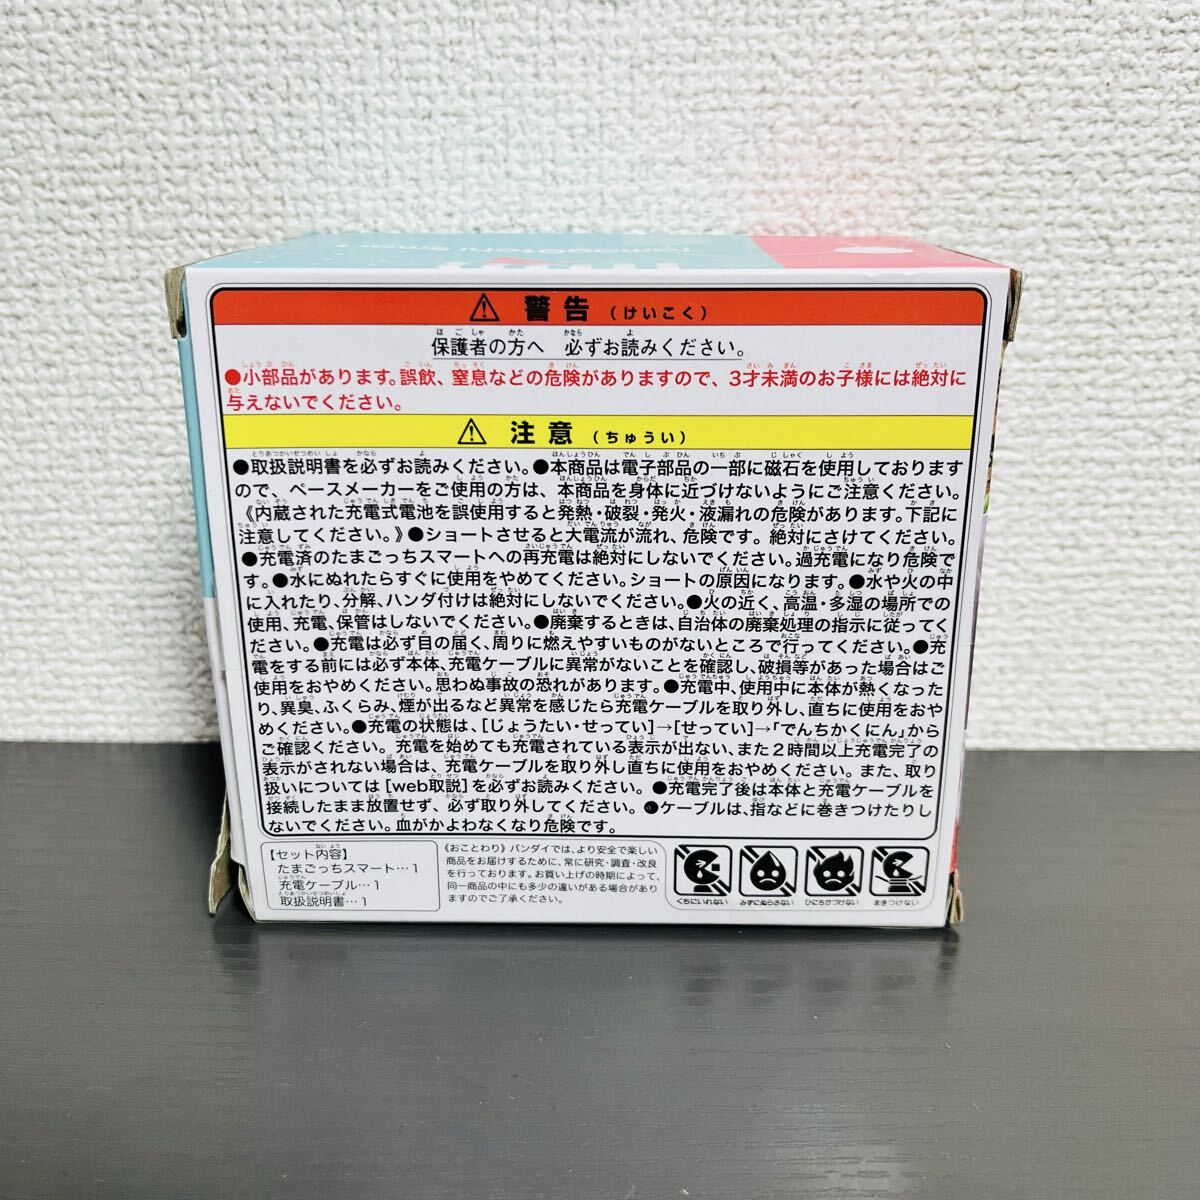 Tamagotchi Smart
警告（けいこく）
保護者の方へ 必ずお読みください。
●小部品があります。誤飲、窒息などの危険がありますので、3才未満のお子様には絶対に
与えないでください。
注意（ちゅうい）
●取扱説明書を必ずお読みください。●本商品は電子部品の一部に磁石を使用しております
ので、ペースメーカーをご使用の方は、本商品を身体に近づけないようにご注意ください。
《内蔵された充電式電池を誤使用すると発熱・破裂・発火・液漏れの危険があります。下記に
注意してください。》●ショートさせると大電流が流れ、危険です。絶対にさけてください。
●充電済のたまごっちスマートへの再充電は絶対にしないでください。過充電になり危険で
す。●水にぬれたらすぐに使用をやめてください。ショートの原因になります。●水や火の中
に入れたり、分解、ハンダ付けは絶対にしないでください。●火の近く、高温・多湿の場所での
使用、充電、保管はしないでください。●廃棄するときは、自治体の廃棄処理の指示に従ってく
ださい。●充電は必ず目の届く、周りに燃えやすいものがないところで行ってください。●充
電をする前には必ず本体、充電ケーブルに異常がないことを確認し、破損等があった場合はご
使用をおやめください。思わぬ事故の恐れがあります。●充電中、使用中に本体が熱くなった
り、異臭、ふくらみ、煙が出るなど異常を感じたら充電ケーブルを取り外し、直ちに使用をおや
めください。●充電の状態は、[じょうたい・せってい]→[せってい]→「でんちかくにん」から
ご確認ください。充電を始めても充電されている表示が出ない、また2時間以上充電完了の
表示がされない場合は、充電ケーブルを取り外し直ちに使用をおやめください。また、取り
扱いについては[web取説]を必ずお読みください。●充電完了後は本体と充電ケーブルを
接続したまま放置せず、必ず取り外してください。●ケーブルは、指などに巻きつけたりし
ないでください。血がかよわなくなり危険です。
【セット内容】
たまごっちスマート…1
充電ケーブル…1
取扱説明書…1
《おことわり》バンダイでは、より安全で楽しい
商品をお届けするために、常に研究・調査・改良
を行っております。お買い上げの時期によって、
同一商品の中にも多少の違いがある場合があり
ますのでご了承ください。
くちにいれない
みずにぬらさない
ひにちかづけない
まきつけない